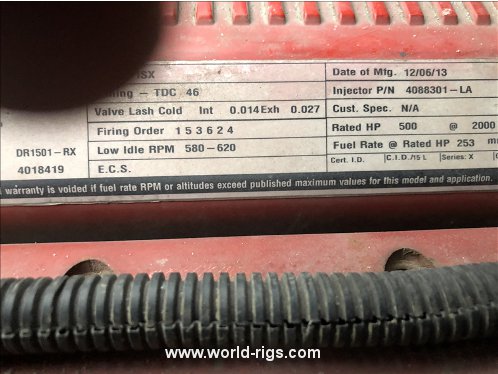 SX
Date of Mfg. 12/06/13
ing – TDC 46
Injector P/N 4088301–LA
Valve Lash Cold Int 0.014 Exh 0.027
Cust. Spec. N/A
Firing Order 1 5 3 6 2 4
Rated HP 500 @ 2000
DR1501–RX
Low Idle RPM 580–620
Fuel Rate @ Rated HP 253 mm
4018419
E.C.S.
Cert. I.D. C.I.D./15 L Series: X
warranty is voided if fuel rate RPM or altitudes exceed published maximum values for this model and application.
www.world-rigs.com